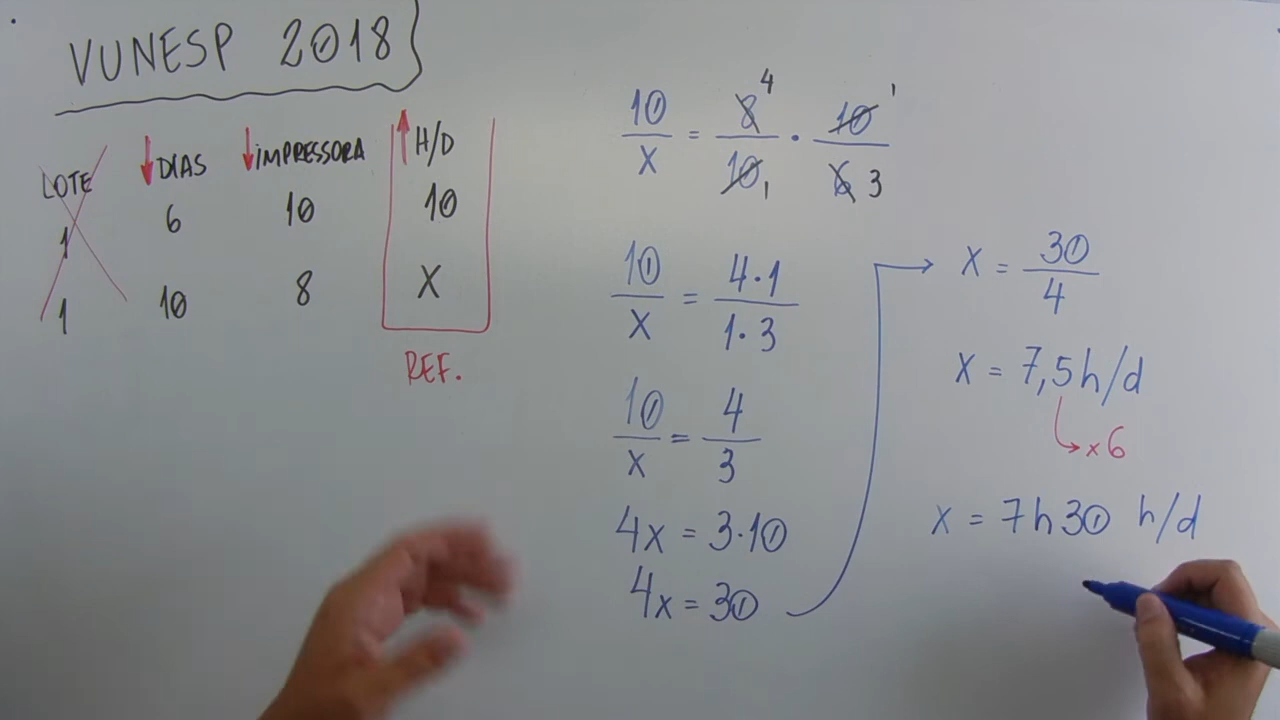 VUNESP 2018
LOTE ↓DIAS ↓IMPRESSORA ↑H/D
1 6 10 10
1 10 8 X
REF.
10/X = 8 4/10 1 · 10 1/6 3
10/X = 4·1/1·3
10/X = 4/3
4x = 3·10
4x = 30
X = 30/4
X = 7,5h/d
x6
x = 7h30 h/d